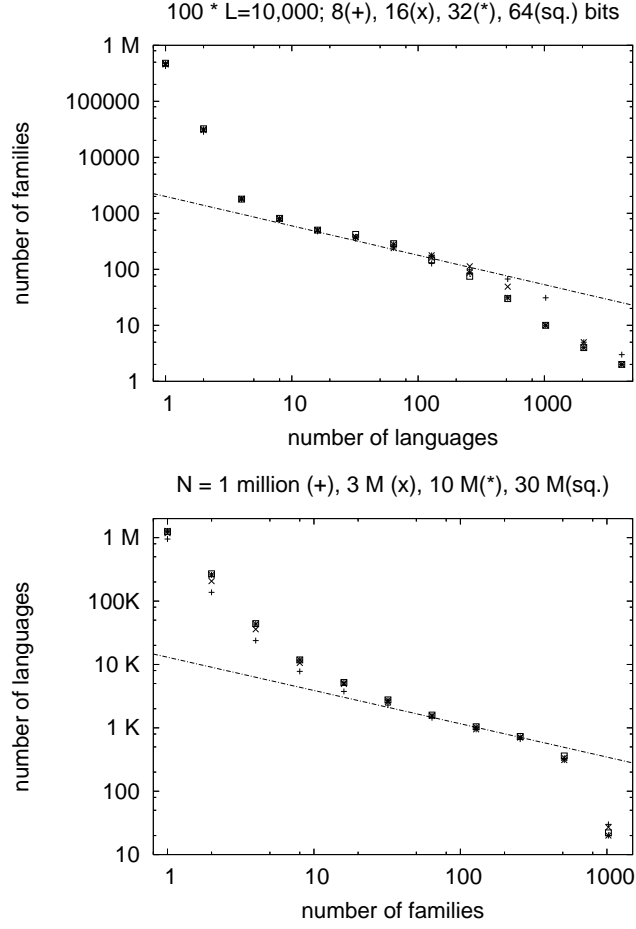 100 * L=10,000; 8(+), 16(x), 32(*), 64(sq.) bits
1 M
100000
10000
1000
100
10
1
number of families
1
10
100
1000
number of languages
N = 1 million (+), 3 M (x), 10 M(*), 30 M(sq.)
1 M
100K
10 K
1 K
100
10
number of languages
1
10
100
1000
number of families